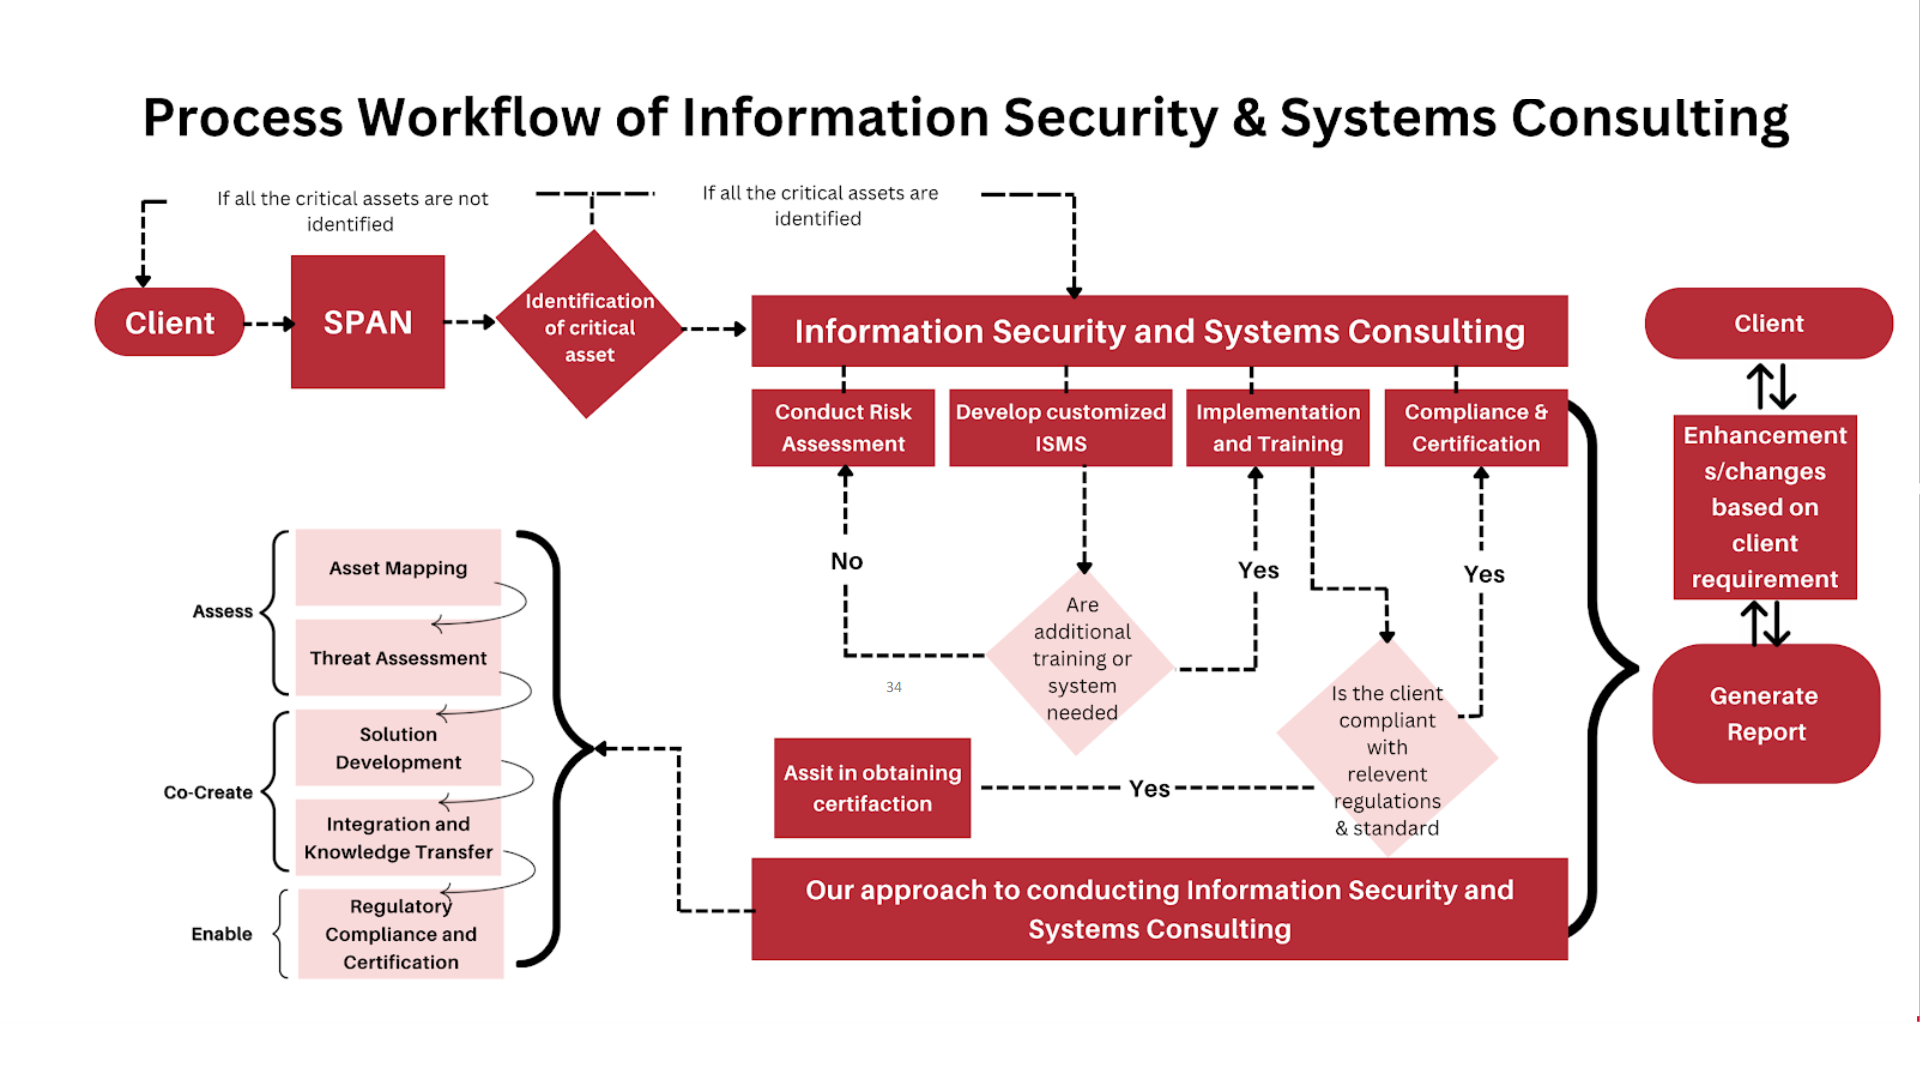 Process Workflow of Information Security & Systems Consulting
If all the critical assets are not
identified
If all the critical assets are
identified
Client
SPAN
Identification
of critical
asset
Information Security and Systems Consulting
Conduct Risk
Assessment
Develop customized
ISMS
Implementation
and Training
Compliance &
Certification
No
Are
additional
training or
system
needed
Yes
Yes
34
Is the client
compliant
with
relevent
regulations
& standard
Assit in obtaining
certifaction
Yes
Our approach to conducting Information Security and
Systems Consulting
Assess
Asset Mapping
Threat Assessment
Co-Create
Solution
Development
Integration and
Knowledge Transfer
Enable
Regulatory
Compliance and
Certification
Client
Enhancement
s/changes
based on
client
requirement
Generate
Report